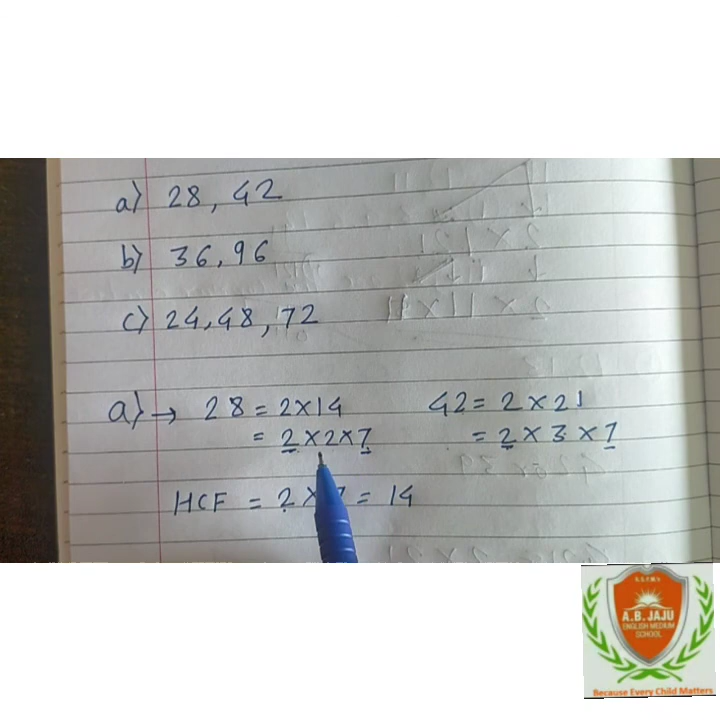 a) 28, 42
b) 36, 96
c) 24, 48, 72
a) → 28 = 2 × 14 42 = 2 × 21
= 2 × 2 × 7 = 2 × 3 × 7
HCF = 2 × 7 = 14
A.B. JAJU
ENGLISH MEDIUM
SCHOOL
Because Every Child Matters